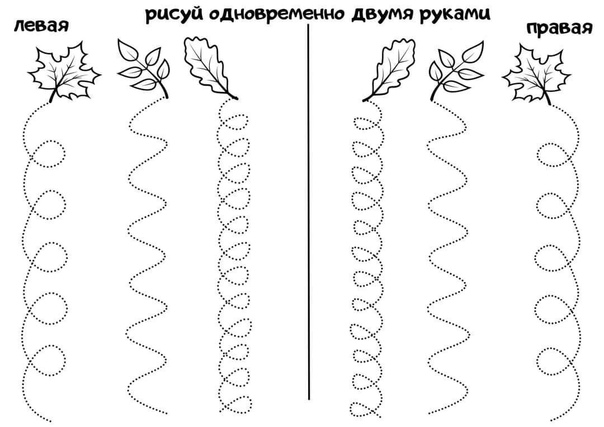 рисуй одновременно двумя руками
левая
правая